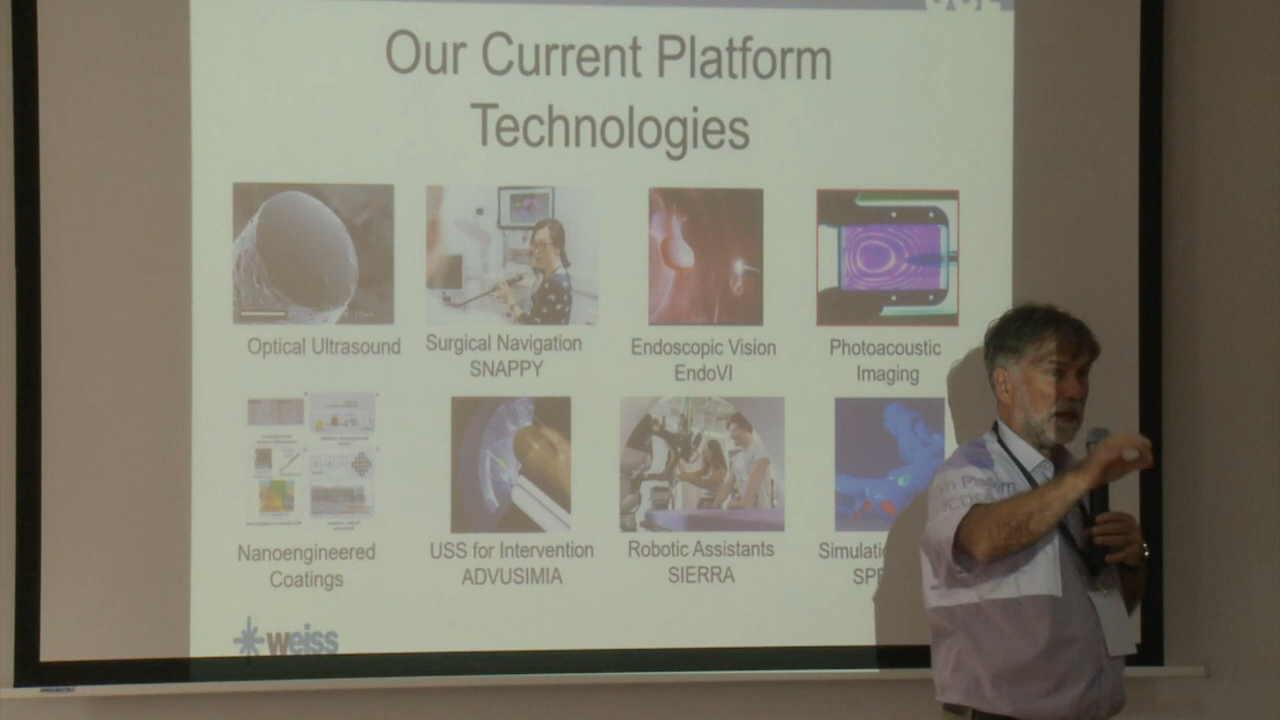 Our Current Platform
Technologies
Optical Ultrasound
Surgical Navigation
SNAPPY
Endoscopic Vision
EndoVI
Photoacoustic
Imaging
Nanoengineered
Coatings
USS for Intervention
ADVUSIMIA
Robotic Assistants
SIERRA
weiss